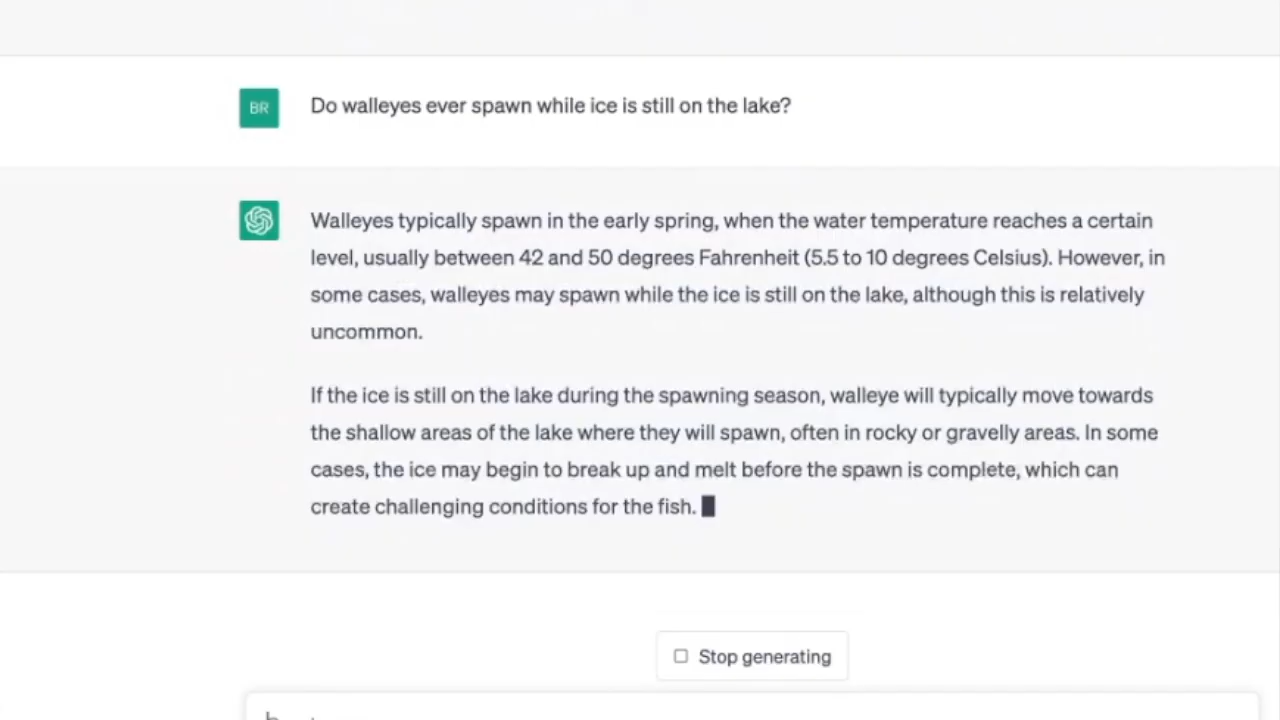 BR
Do walleyes ever spawn while ice is still on the lake?
Walleyes typically spawn in the early spring, when the water temperature reaches a certain
level, usually between 42 and 50 degrees Fahrenheit (5.5 to 10 degrees Celsius). However, in
some cases, walleyes may spawn while the ice is still on the lake, although this is relatively
uncommon.
If the ice is still on the lake during the spawning season, walleye will typically move towards
the shallow areas of the lake where they will spawn, often in rocky or gravelly areas. In some
cases, the ice may begin to break up and melt before the spawn is complete, which can
create challenging conditions for the fish.
Stop generating